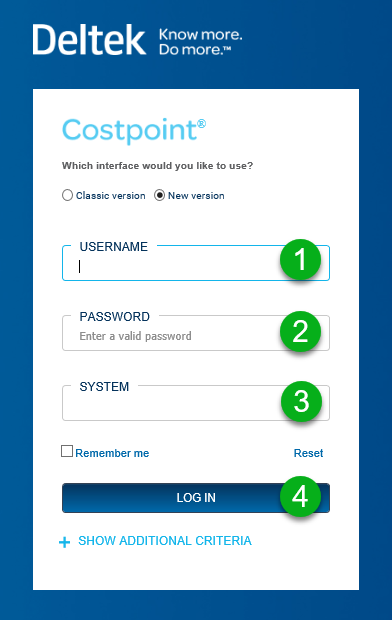 Deltek Know more.
Do more.™
Costpoint®
Which interface would you like to use?
Classic version New version
USERNAME
1
PASSWORD
Enter a valid password
2
SYSTEM
3
Remember me Reset
LOG IN 4
+ SHOW ADDITIONAL CRITERIA